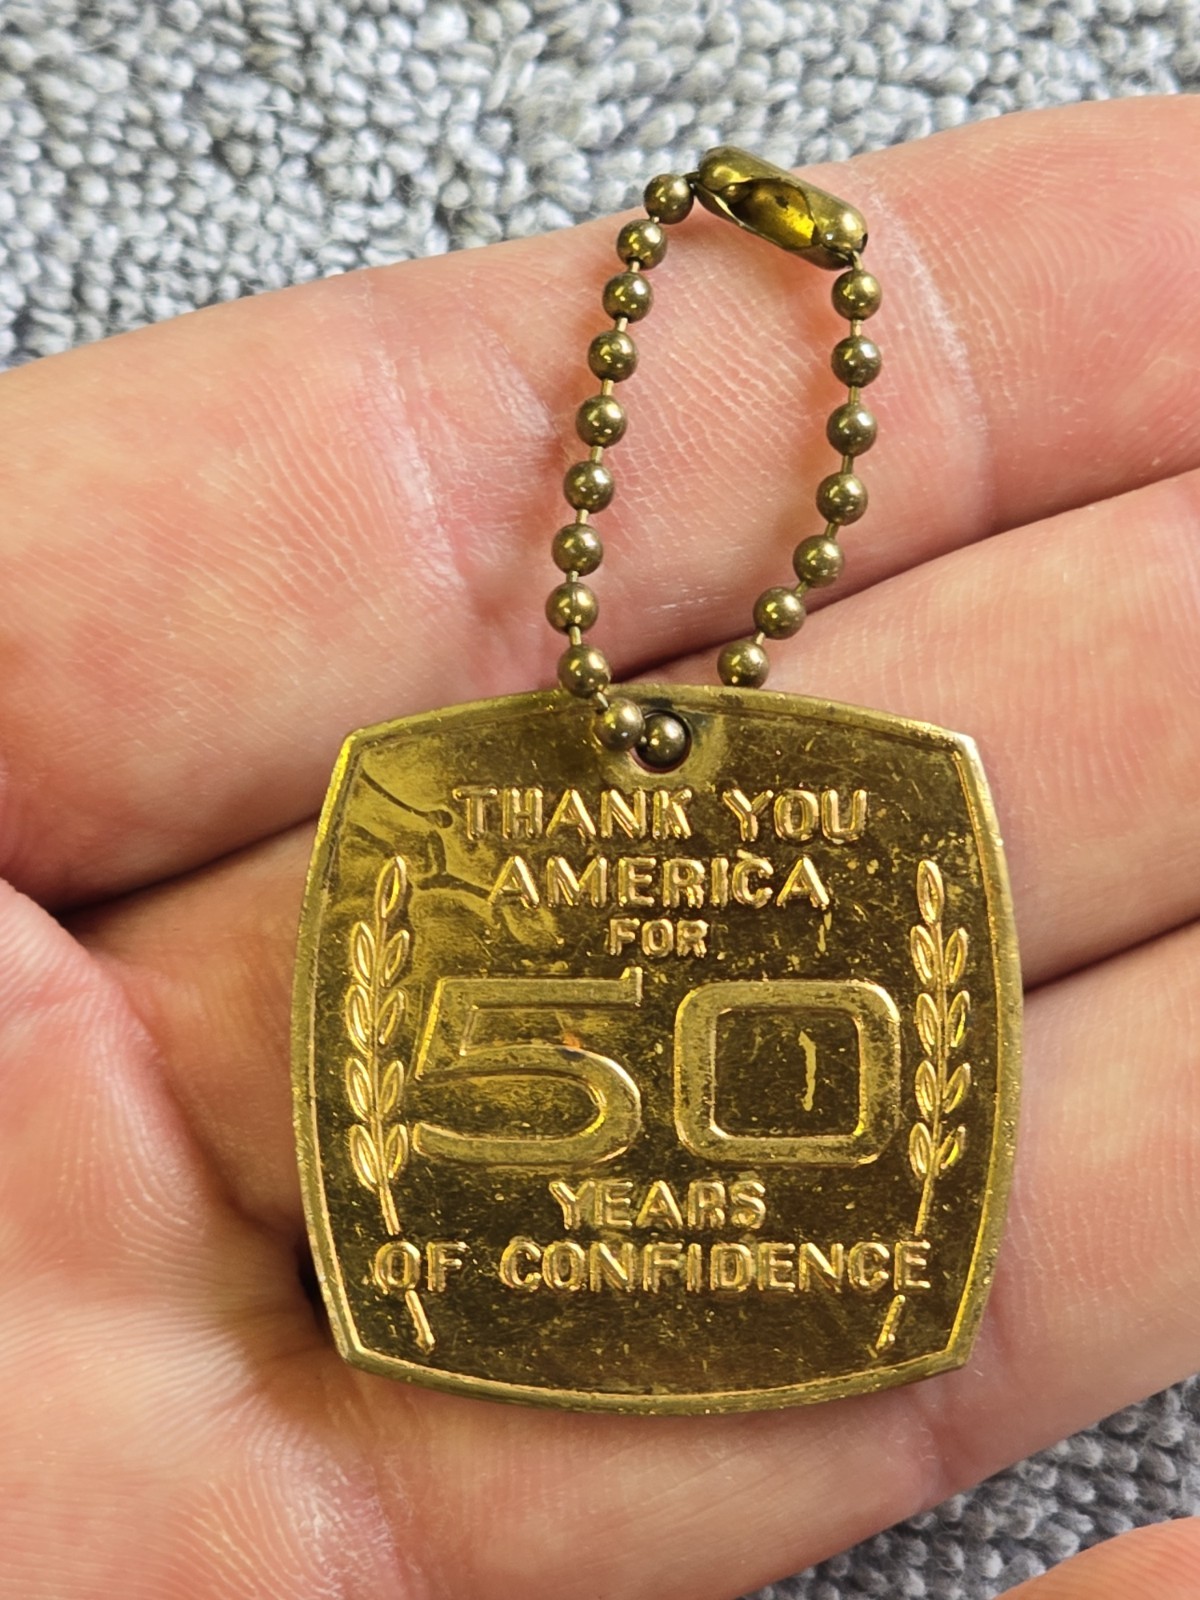 THANK YOU
AMERICA
FOR
50
YEARS
OF CONFIDENCE